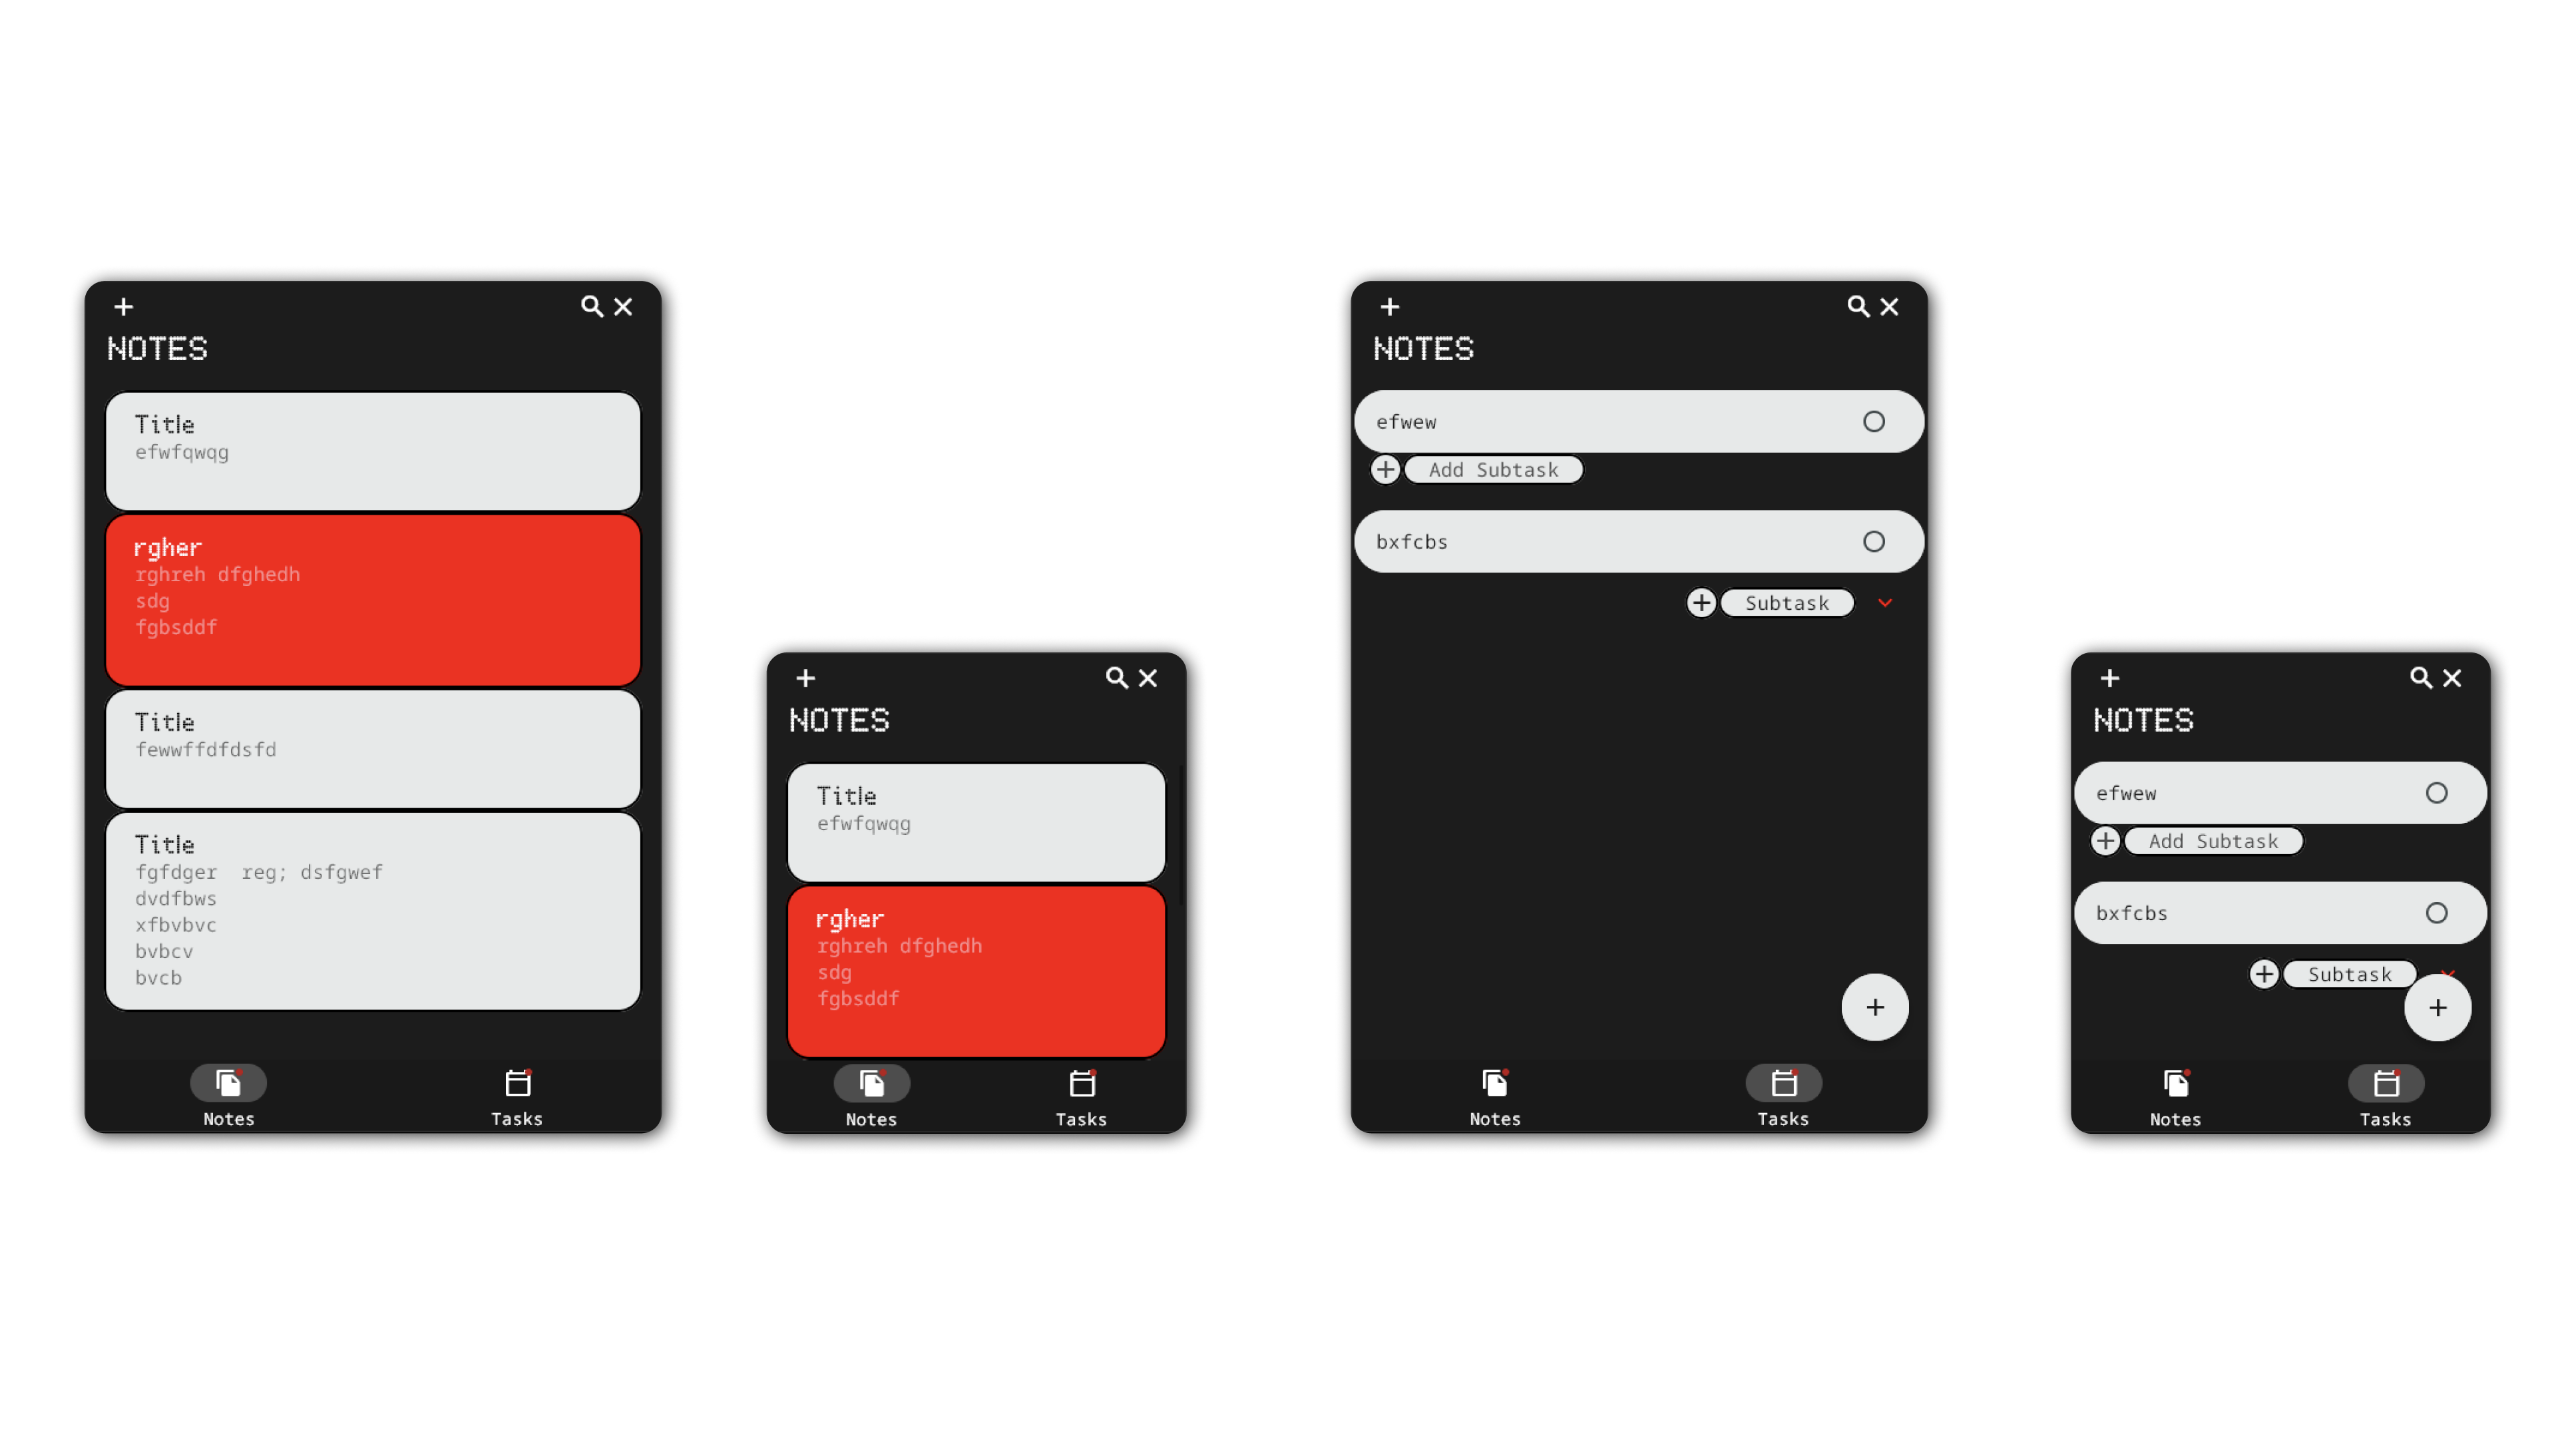 NOTES
Title
efwfqwqg
rgher
rghreh dfghedh
sdg
fgbsddf
Title
fewwffdfdsfd
Title
fgfdger  reg; dsfgwef
dvdfbws
xfbvbvc
bvbcv
bvcb
Notes
Tasks
NOTES
Title
efwfqwqg
rgher
rghreh dfghedh
sdg
fgbsddf
Notes
Tasks
NOTES
efwew
Add Subtask
bxfcbs
Subtask
Notes
Tasks
NOTES
efwew
Add Subtask
bxfcbs
Subtask
Notes
Tasks